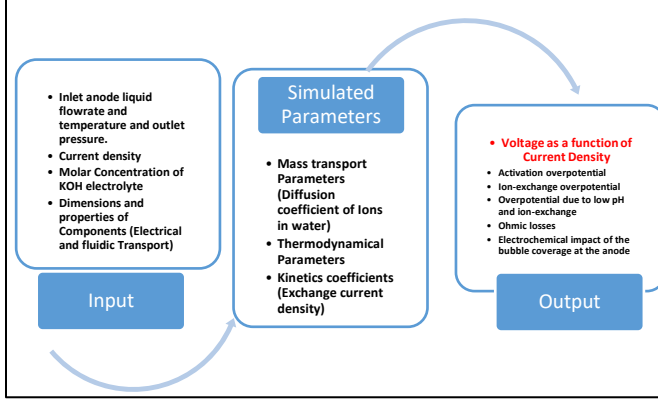 • Inlet anode liquid
flowrate and
temperature and outlet
pressure.
• Current density
• Molar Concentration of
KOH electrolyte
• Dimensions and
properties of
Components (Electrical
and fluidic Transport)
Input
Simulated
Parameters
• Mass transport
Parameters
(Diffusion
coefficient of Ions
in water)
• Thermodynamical
Parameters
• Kinetics coefficients
(Exchange current
density)
• Voltage as a function of
Current Density
• Activation overpotential
• Ion-exchange overpotential
• Overpotential due to low pH
and ion-exchange
• Ohmic losses
• Electrochemical impact of the
bubble coverage at the anode
Output